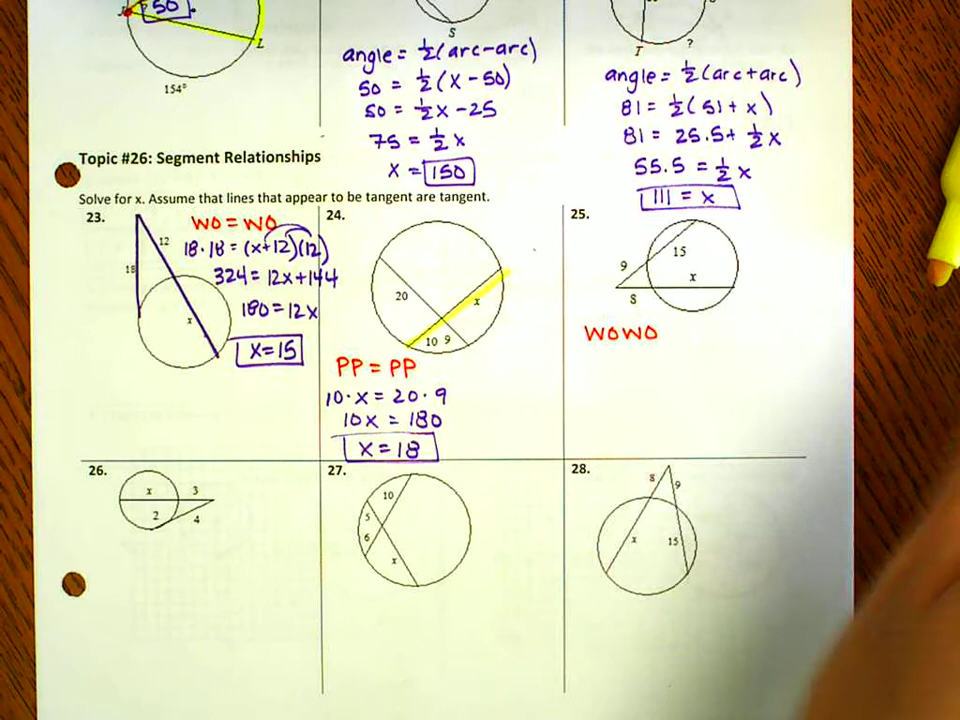 50.
L
154°
S
angle = ½(arc-arc)
50 = ½(x - 50)
50 = ½x - 25
75 = ½x
x = 150
T
?
angle = ½(arc+arc)
81 = ½(51 + x)
81 = 25.5 + ½x
55.5 = ½x
111 = x
Topic #26: Segment Relationships
Solve for x. Assume that lines that appear to be tangent are tangent.
23.
WO = WO
12
18
x
18·18 = (x+12)(12)
324 = 12x+144
180 = 12x
x = 15
24.
20
x
10 9
PP = PP
10·x = 20·9
10x = 180
x = 18
25.
15
9
x
8
WOWO
26.
x
3
2
4
27.
10
5
6
x
28.
8
9
x
15